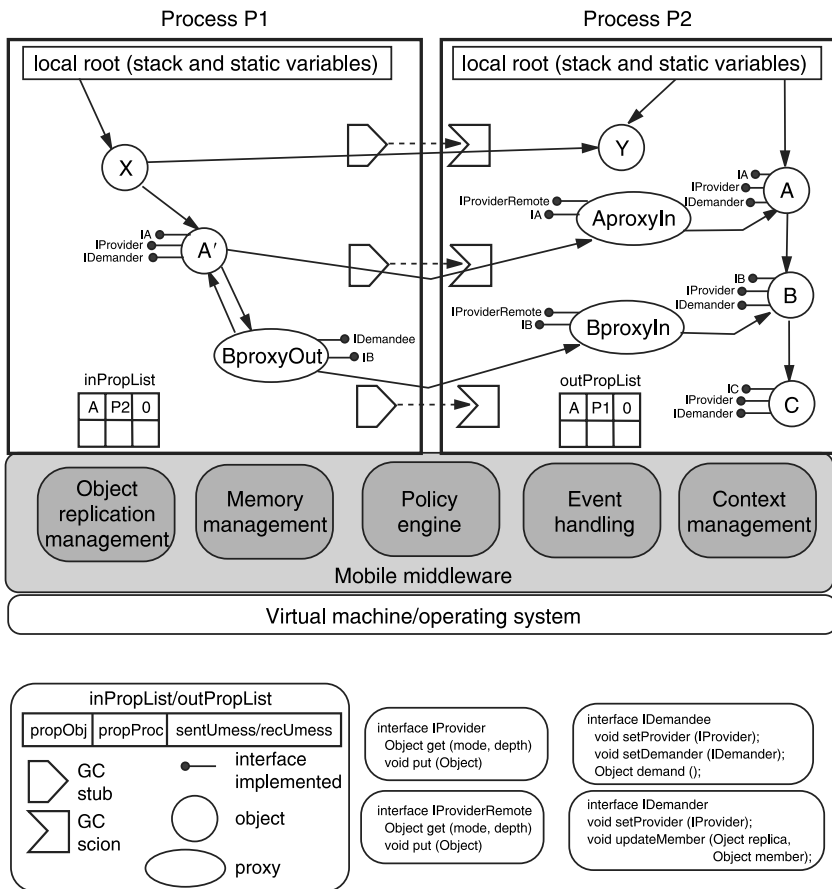 Process P1
Process P2
local root (stack and static variables)
local root (stack and static variables)
X
Y
IA
IProvider
IDemander
A
IProviderRemote
IA
AproxyIn
IA
IProvider
IDemander
A′
IB
IProvider
IDemander
B
IProviderRemote
IB
BproxyIn
BproxyOut
IDemandee
IB
inPropList
A P2 0
outPropList
A P1 0
IC
IProvider
IDemander
C
Object
replication
management
Memory
management
Policy
engine
Event
handling
Context
management
Mobile middleware
Virtual machine/operating system
inPropList/outPropList
propObj propProc sentUmess/recUmess
GC
stub
interface
implemented
GC
scion
object
proxy
interface IProvider
Object get (mode, depth)
void put (Object)
interface IProviderRemote
Object get (mode, depth)
void put (Object)
interface IDemandee
void setProvider (IProvider);
void setDemander (IDemander);
Object demand ();
interface IDemander
void setProvider (IProvider);
void updateMember (Oject replica,
Object member);